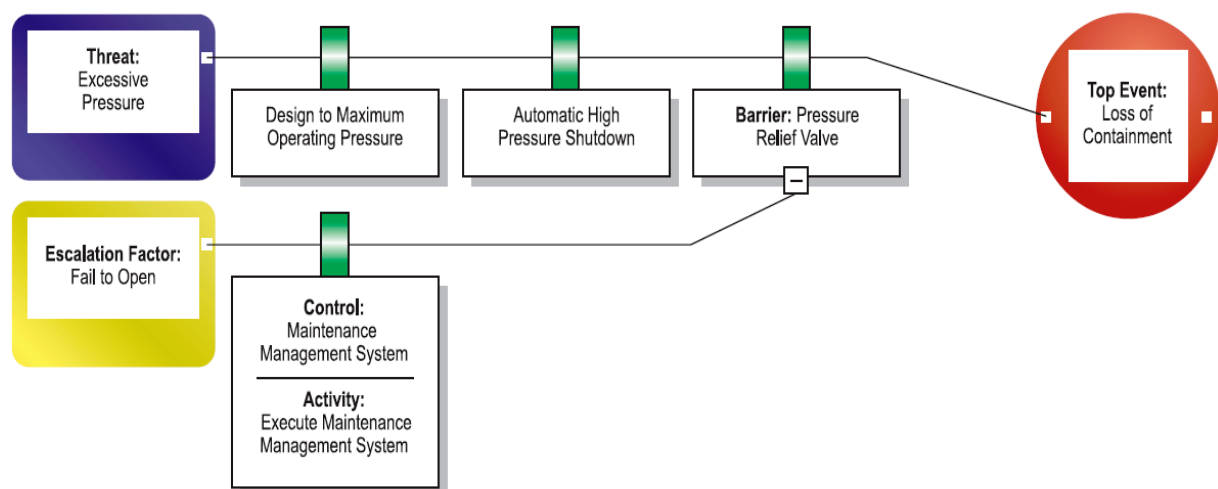 Threat:
Excessive
Pressure
Design to Maximum
Operating Pressure
Automatic High
Pressure Shutdown
Barrier: Pressure
Relief Valve
Top Event:
Loss of
Containment
Escalation Factor:
Fail to Open
Control:
Maintenance
Management System
Activity:
Execute Maintenance
Management System